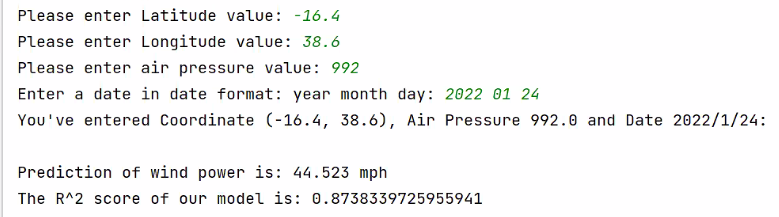 Please enter Latitude value: -16.4
Please enter Longitude value: 38.6
Please enter air pressure value: 992
Enter a date in date format: year month day: 2022 01 24
You've entered Coordinate (-16.4, 38.6), Air Pressure 992.0 and Date 2022/1/24:
Prediction of wind power is: 44.523 mph
The R^2 score of our model is: 0.8738339725955941